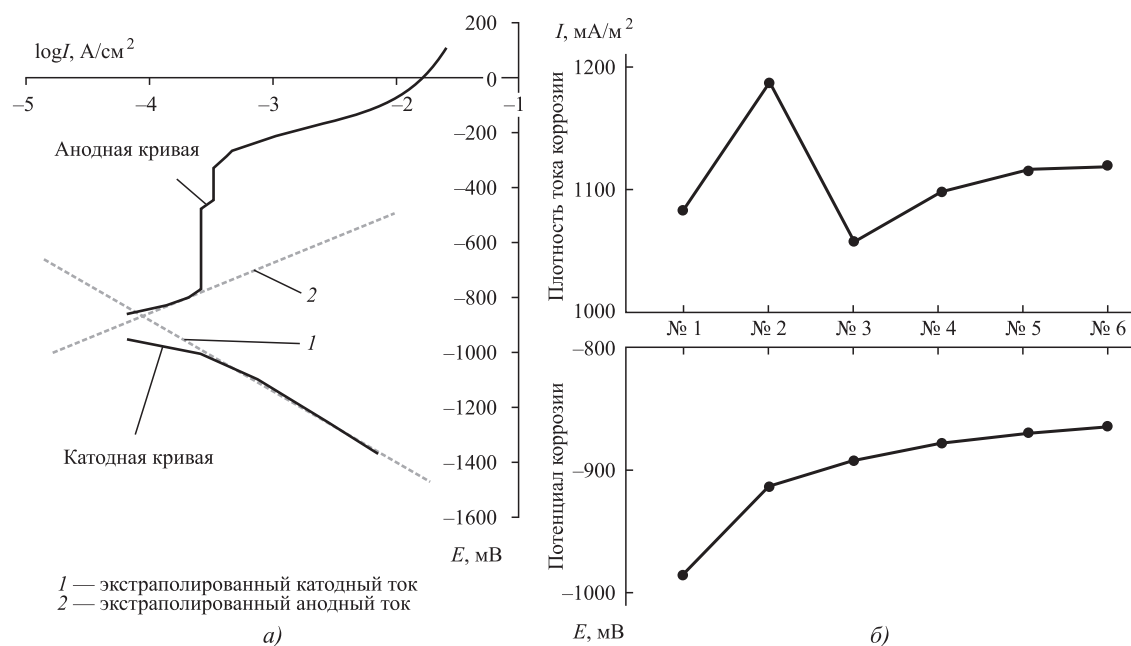 logI, А/см²
200
0
–5
–4
–3
–2
–1
–200
–400
–600
–800
–1000
–1200
–1400
–1600
E, мВ
Анодная кривая
2
1
Катодная кривая
1 — экстраполированный катодный ток
2 — экстраполированный анодный ток
а)
I, мА/м²
Плотность тока коррозии
1200
1100
1000
№ 1 № 2 № 3 № 4 № 5 № 6
Потенциал коррозии
–800
–900
–1000
E, мВ
б)